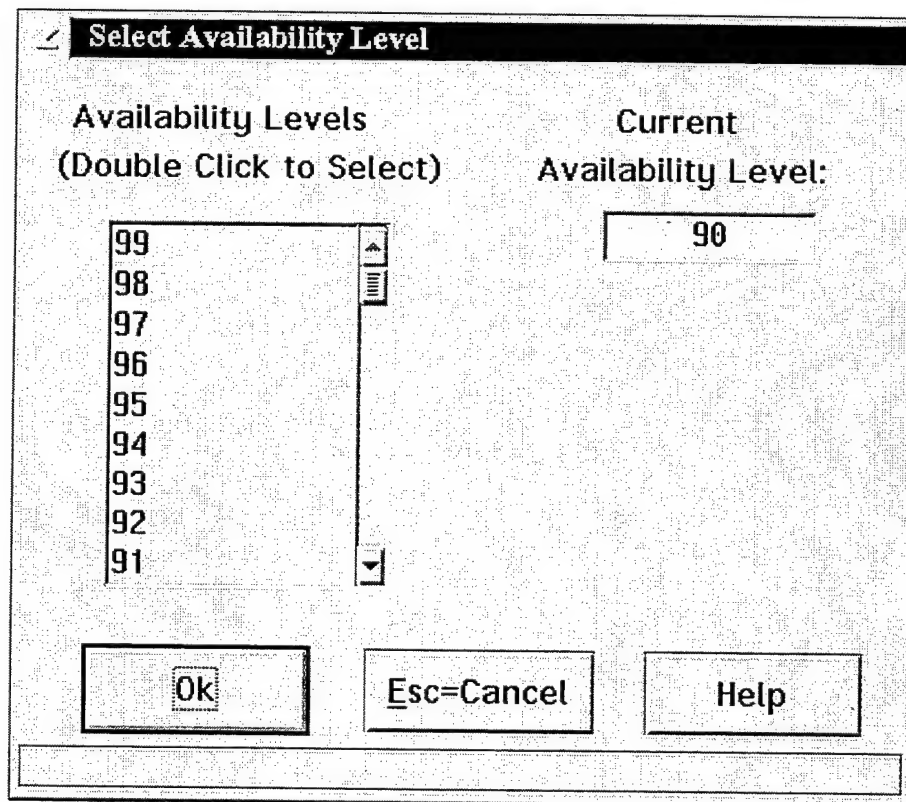 Select Availability Level
Availability Levels
(Double Click to Select)
99
98
97
96
95
94
93
92
91
Current
Availability Level:
90
Ok
Esc=Cancel
Help